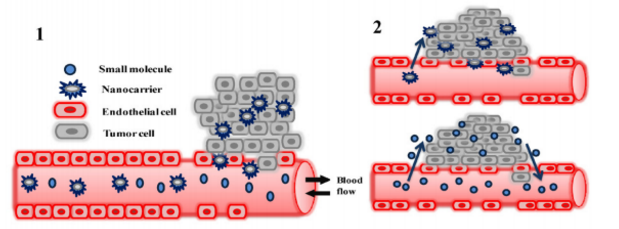 1
Small molecule
Nanocarrier
Endothelial cell
Tumor cell
Blood
flow
2